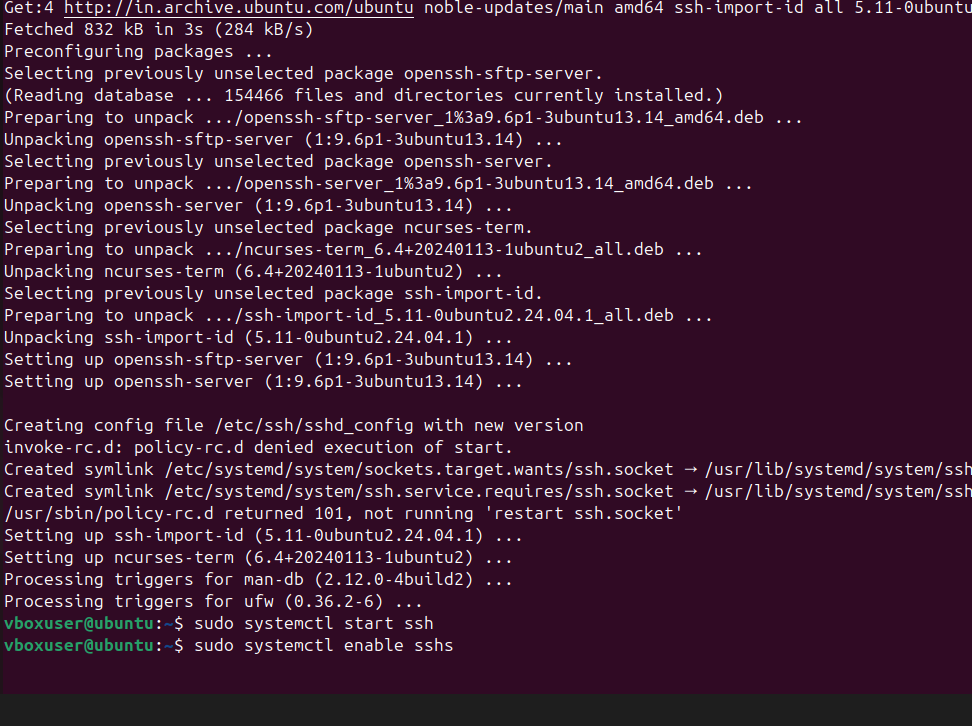 Get:4 http://in.archive.ubuntu.com/ubuntu noble-updates/main amd64 ssh-import-id all 5.11-0ubuntu
Fetched 832 kB in 3s (284 kB/s)
Preconfiguring packages ...
Selecting previously unselected package openssh-sftp-server.
(Reading database ... 154466 files and directories currently installed.)
Preparing to unpack .../openssh-sftp-server_1%3a9.6p1-3ubuntu13.14_amd64.deb ...
Unpacking openssh-sftp-server (1:9.6p1-3ubuntu13.14) ...
Selecting previously unselected package openssh-server.
Preparing to unpack .../openssh-server_1%3a9.6p1-3ubuntu13.14_amd64.deb ...
Unpacking openssh-server (1:9.6p1-3ubuntu13.14) ...
Selecting previously unselected package ncurses-term.
Preparing to unpack .../ncurses-term_6.4+20240113-1ubuntu2_all.deb ...
Unpacking ncurses-term (6.4+20240113-1ubuntu2) ...
Selecting previously unselected package ssh-import-id.
Preparing to unpack .../ssh-import-id_5.11-0ubuntu2.24.04.1_all.deb ...
Unpacking ssh-import-id (5.11-0ubuntu2.24.04.1) ...
Setting up openssh-sftp-server (1:9.6p1-3ubuntu13.14) ...
Setting up openssh-server (1:9.6p1-3ubuntu13.14) ...

Creating config file /etc/ssh/sshd_config with new version
invoke-rc.d: policy-rc.d denied execution of start.
Created symlink /etc/systemd/system/sockets.target.wants/ssh.socket → /usr/lib/systemd/system/ssh
Created symlink /etc/systemd/system/ssh.service.requires/ssh.socket → /usr/lib/systemd/system/ssh
/usr/sbin/policy-rc.d returned 101, not running 'restart ssh.socket'
Setting up ssh-import-id (5.11-0ubuntu2.24.04.1) ...
Setting up ncurses-term (6.4+20240113-1ubuntu2) ...
Processing triggers for man-db (2.12.0-4build2) ...
Processing triggers for ufw (0.36.2-6) ...
vboxuser@ubuntu:~$ sudo systemctl start ssh
vboxuser@ubuntu:~$ sudo systemctl enable sshs